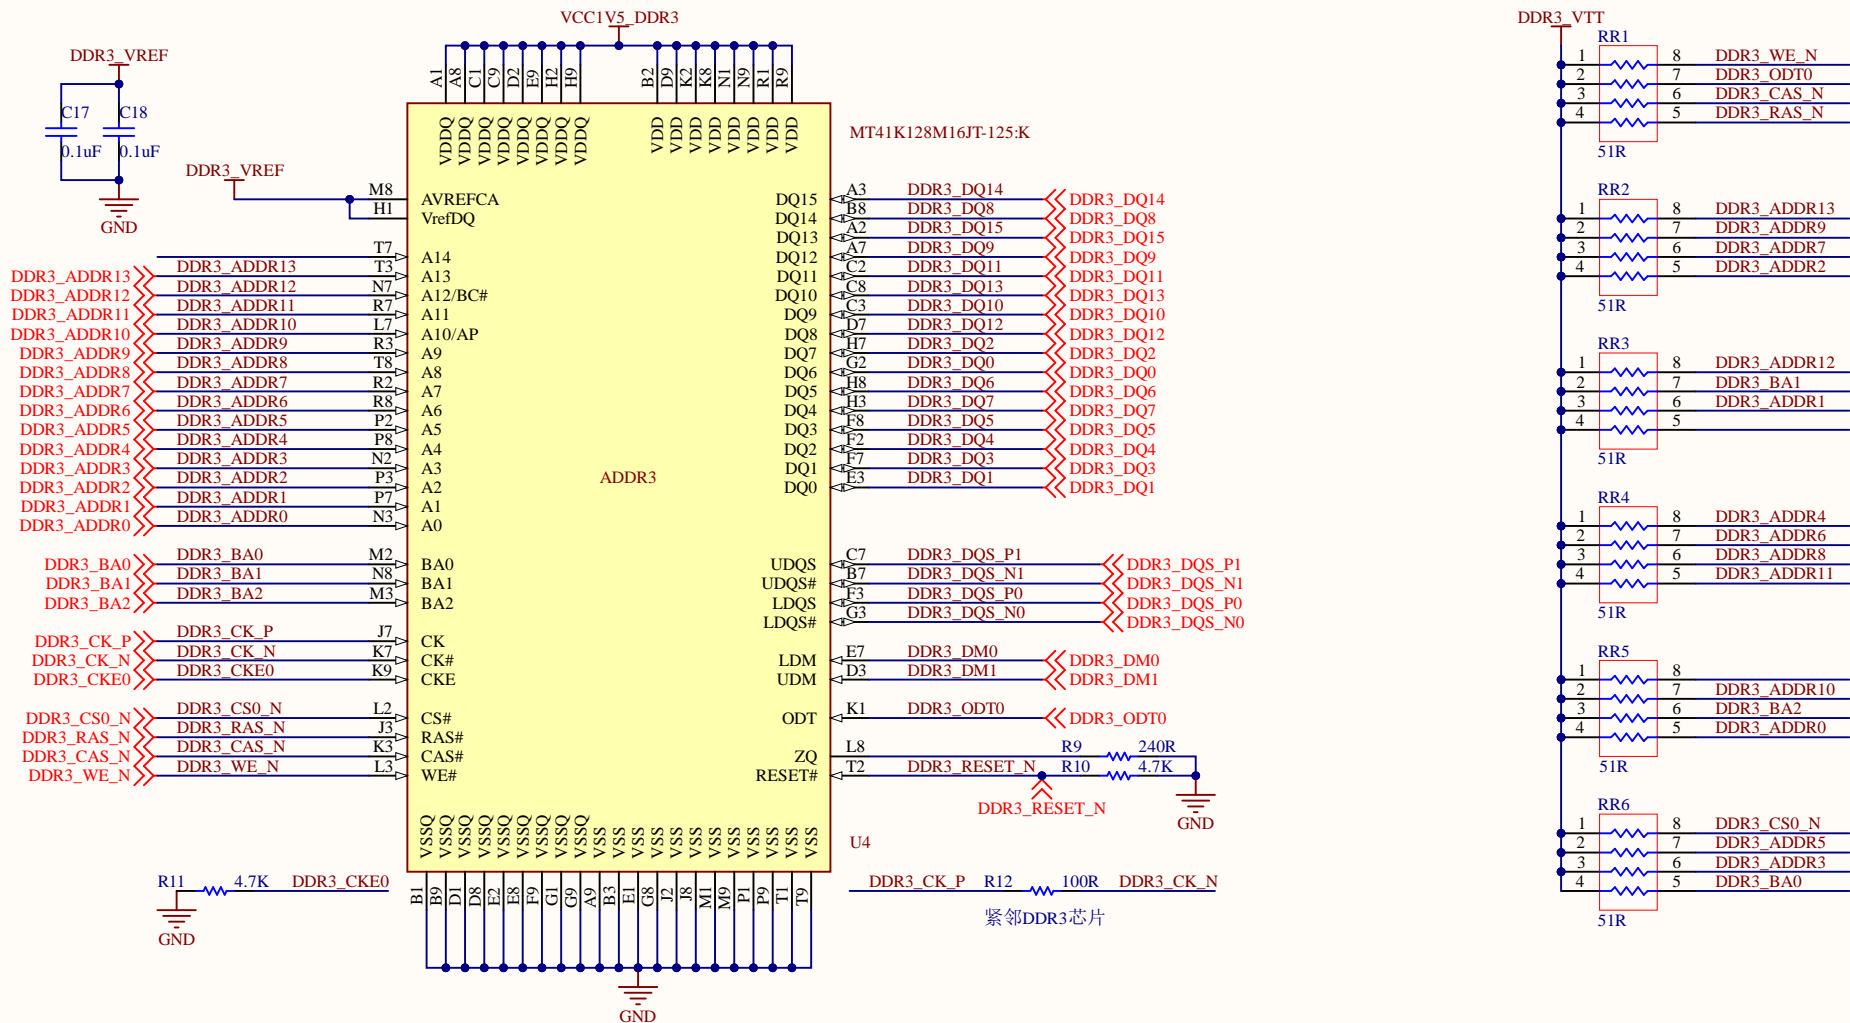 VCC1V5_DDR3
DDR3_VREF
C17 C18
0.1uF 0.1uF
GND
DDR3_VREF
A1 A8 C1 C9 D2 E9 H2 H9 B2 D9 K2 K8 N1 N9 R1 R9
VDDQ VDDQ VDDQ VDDQ VDDQ VDDQ VDDQ VDDQ VDD VDD VDD VDD VDD VDD VDD VDD
MT41K128M16JT-125:K
M8 AVREFCA
H1 VrefDQ
T7 A14
DDR3_ADDR13 DDR3_ADDR13 T3 A13
DDR3_ADDR12 DDR3_ADDR12 N7 A12/BC#
DDR3_ADDR11 DDR3_ADDR11 R7 A11
DDR3_ADDR10 DDR3_ADDR10 L7 A10/AP
DDR3_ADDR9 DDR3_ADDR9 R3 A9
DDR3_ADDR8 DDR3_ADDR8 T8 A8
DDR3_ADDR7 DDR3_ADDR7 R2 A7
DDR3_ADDR6 DDR3_ADDR6 R8 A6
DDR3_ADDR5 DDR3_ADDR5 P2 A5
DDR3_ADDR4 DDR3_ADDR4 P8 A4
DDR3_ADDR3 DDR3_ADDR3 N2 A3
DDR3_ADDR2 DDR3_ADDR2 P3 A2
DDR3_ADDR1 DDR3_ADDR1 P7 A1
DDR3_ADDR0 DDR3_ADDR0 N3 A0
DDR3_BA0 DDR3_BA0 M2 BA0
DDR3_BA1 DDR3_BA1 N8 BA1
DDR3_BA2 DDR3_BA2 M3 BA2
DDR3_CK_P DDR3_CK_P J7 CK
DDR3_CK_N DDR3_CK_N K7 CK#
DDR3_CKE0 DDR3_CKE0 K9 CKE
DDR3_CS0_N DDR3_CS0_N L2 CS#
DDR3_RAS_N DDR3_RAS_N J3 RAS#
DDR3_CAS_N DDR3_CAS_N K3 CAS#
DDR3_WE_N DDR3_WE_N L3 WE#
ADDR3
DQ15 A3 DDR3_DQ14 DDR3_DQ14
DQ14 B8 DDR3_DQ8 DDR3_DQ8
DQ13 A2 DDR3_DQ15 DDR3_DQ15
DQ12 A7 DDR3_DQ9 DDR3_DQ9
DQ11 C2 DDR3_DQ11 DDR3_DQ11
DQ10 C8 DDR3_DQ13 DDR3_DQ13
DQ9 C3 DDR3_DQ10 DDR3_DQ10
DQ8 D7 DDR3_DQ12 DDR3_DQ12
DQ7 H7 DDR3_DQ2 DDR3_DQ2
DQ6 G2 DDR3_DQ0 DDR3_DQ0
DQ5 H8 DDR3_DQ6 DDR3_DQ6
DQ4 H3 DDR3_DQ7 DDR3_DQ7
DQ3 F8 DDR3_DQ5 DDR3_DQ5
DQ2 F2 DDR3_DQ4 DDR3_DQ4
DQ1 F7 DDR3_DQ3 DDR3_DQ3
DQ0 E3 DDR3_DQ1 DDR3_DQ1
UDQS C7 DDR3_DQS_P1 DDR3_DQS_P1
UDQS# B7 DDR3_DQS_N1 DDR3_DQS_N1
LDQS F3 DDR3_DQS_P0 DDR3_DQS_P0
LDQS# G3 DDR3_DQS_N0 DDR3_DQS_N0
LDM E7 DDR3_DM0 DDR3_DM0
UDM D3 DDR3_DM1 DDR3_DM1
ODT K1 DDR3_ODT0 DDR3_ODT0
ZQ L8 R9 240R
RESET# T2 DDR3_RESET_N R10 4.7K
DDR3_RESET_N
GND
U4
VSSQ VSSQ VSSQ VSSQ VSSQ VSSQ VSSQ VSSQ VSSQ VSS VSS VSS VSS VSS VSS VSS VSS VSS VSS VSS VSS
B1 B9 D1 D8 E2 E8 F9 G1 G9 A9 B3 E1 G8 J2 J8 M1 M9 P1 P9 T1 T9
GND
R11 4.7K DDR3_CKE0
GND
DDR3_CK_P R12 100R DDR3_CK_N
紧邻DDR3芯片
DDR3_VTT
RR1
1 8 DDR3_WE_N
2 7 DDR3_ODT0
3 6 DDR3_CAS_N
4 5 DDR3_RAS_N
51R
RR2
1 8 DDR3_ADDR13
2 7 DDR3_ADDR9
3 6 DDR3_ADDR7
4 5 DDR3_ADDR2
51R
RR3
1 8 DDR3_ADDR12
2 7 DDR3_BA1
3 6 DDR3_ADDR1
4 5
51R
RR4
1 8 DDR3_ADDR4
2 7 DDR3_ADDR6
3 6 DDR3_ADDR8
4 5 DDR3_ADDR11
51R
RR5
1 8
2 7 DDR3_ADDR10
3 6 DDR3_BA2
4 5 DDR3_ADDR0
51R
RR6
1 8 DDR3_CS0_N
2 7 DDR3_ADDR5
3 6 DDR3_ADDR3
4 5 DDR3_BA0
51R